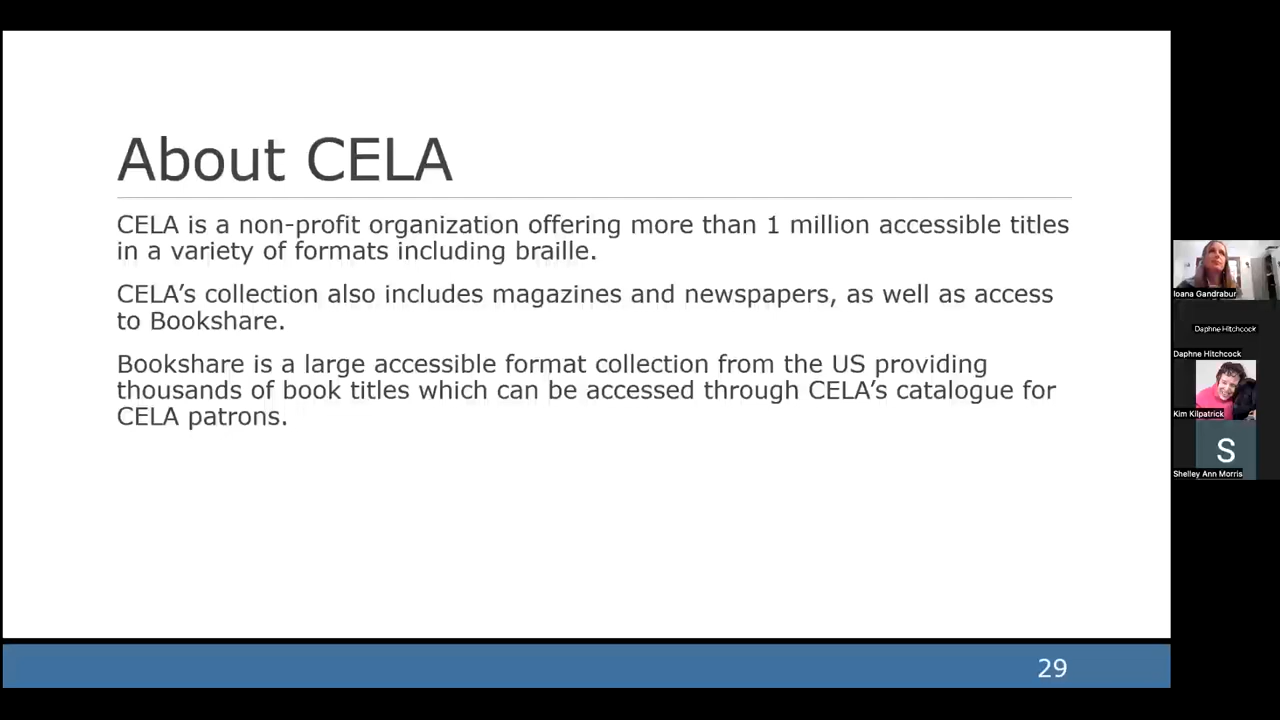 About CELA
CELA is a non-profit organization offering more than 1 million accessible titles
in a variety of formats including braille.
CELA’s collection also includes magazines and newspapers, as well as access
to Bookshare.
Bookshare is a large accessible format collection from the US providing
thousands of book titles which can be accessed through CELA’s catalogue for
CELA patrons.
29
Ioana Gandrabur
Daphne Hitchcock
Daphne Hitchcock
Kim Kilpatrick
S
Shelley Ann Morris